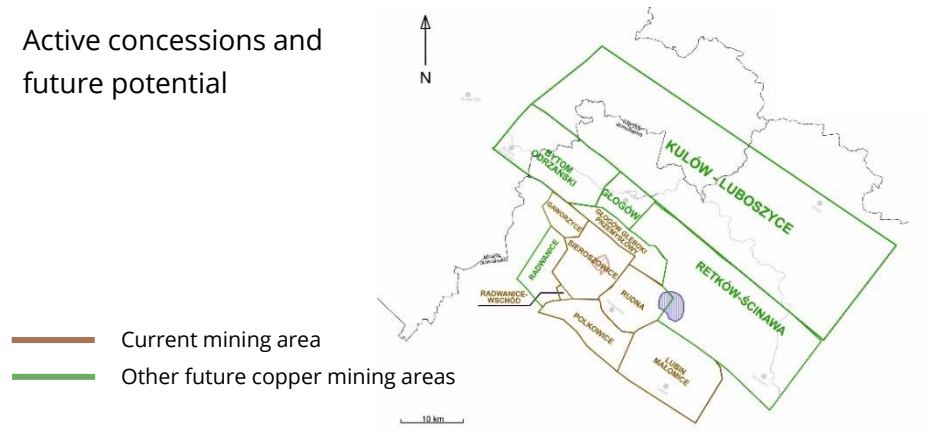 Active concessions and
future potential
N
KULÓW -LUBOSZYCE
BYTOM
ODRZAŃSKI
GŁOGÓW
GAWORZYCE
GŁOGÓW GŁĘBOKI
PRZEMYSŁOWY
RADWANICE
SIEROSZOWICE
RETKÓW-ŚCINAWA
RADWANICE-
WSCHÓD
RUDNA
POLKOWICE
LUBIN
MAŁOMICE
Current mining area
Other future copper mining areas
10 km